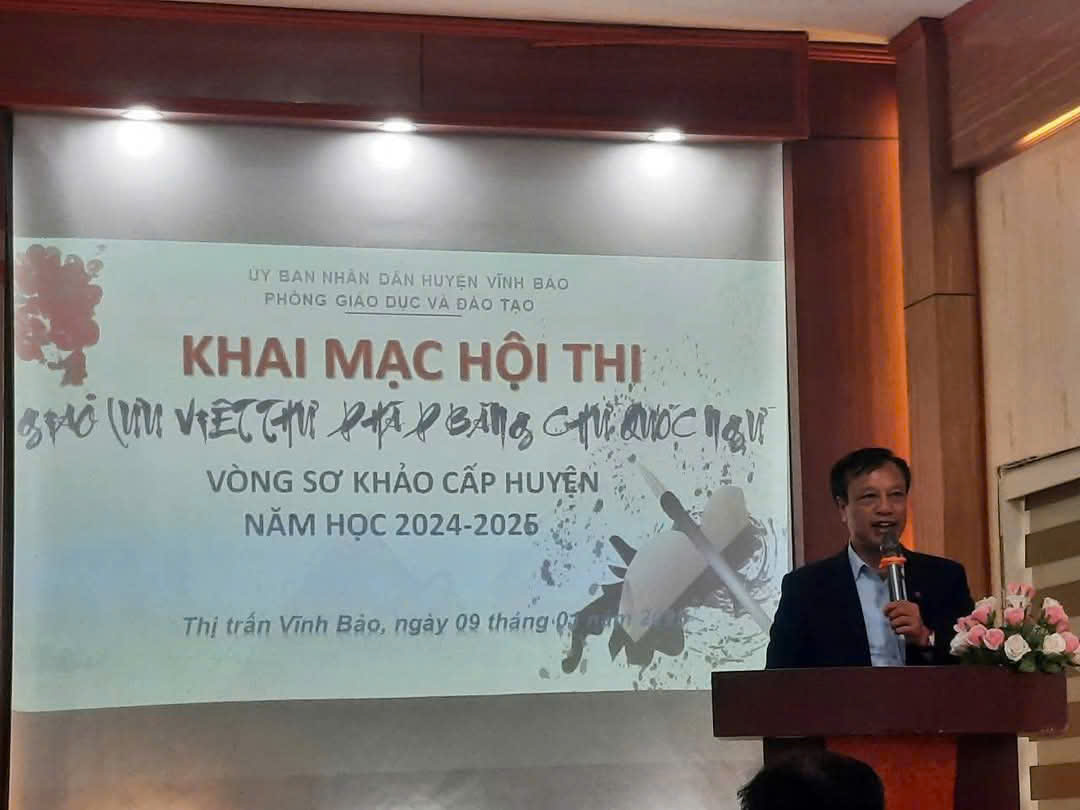 ỦY BAN NHÂN DÂN HUYỆN VĨNH BẢO
PHÒNG GIÁO DỤC VÀ ĐÀO TẠO
KHAI MẠC HỘI THI
GIAO LƯU VIẾT THƯ PHÁP BẰNG CHỮ QUỐC NGỮ
VÒNG SƠ KHẢO CẤP HUYỆN
NĂM HỌC 2024-2025
Thị trấn Vĩnh Bảo, ngày 09 tháng năm